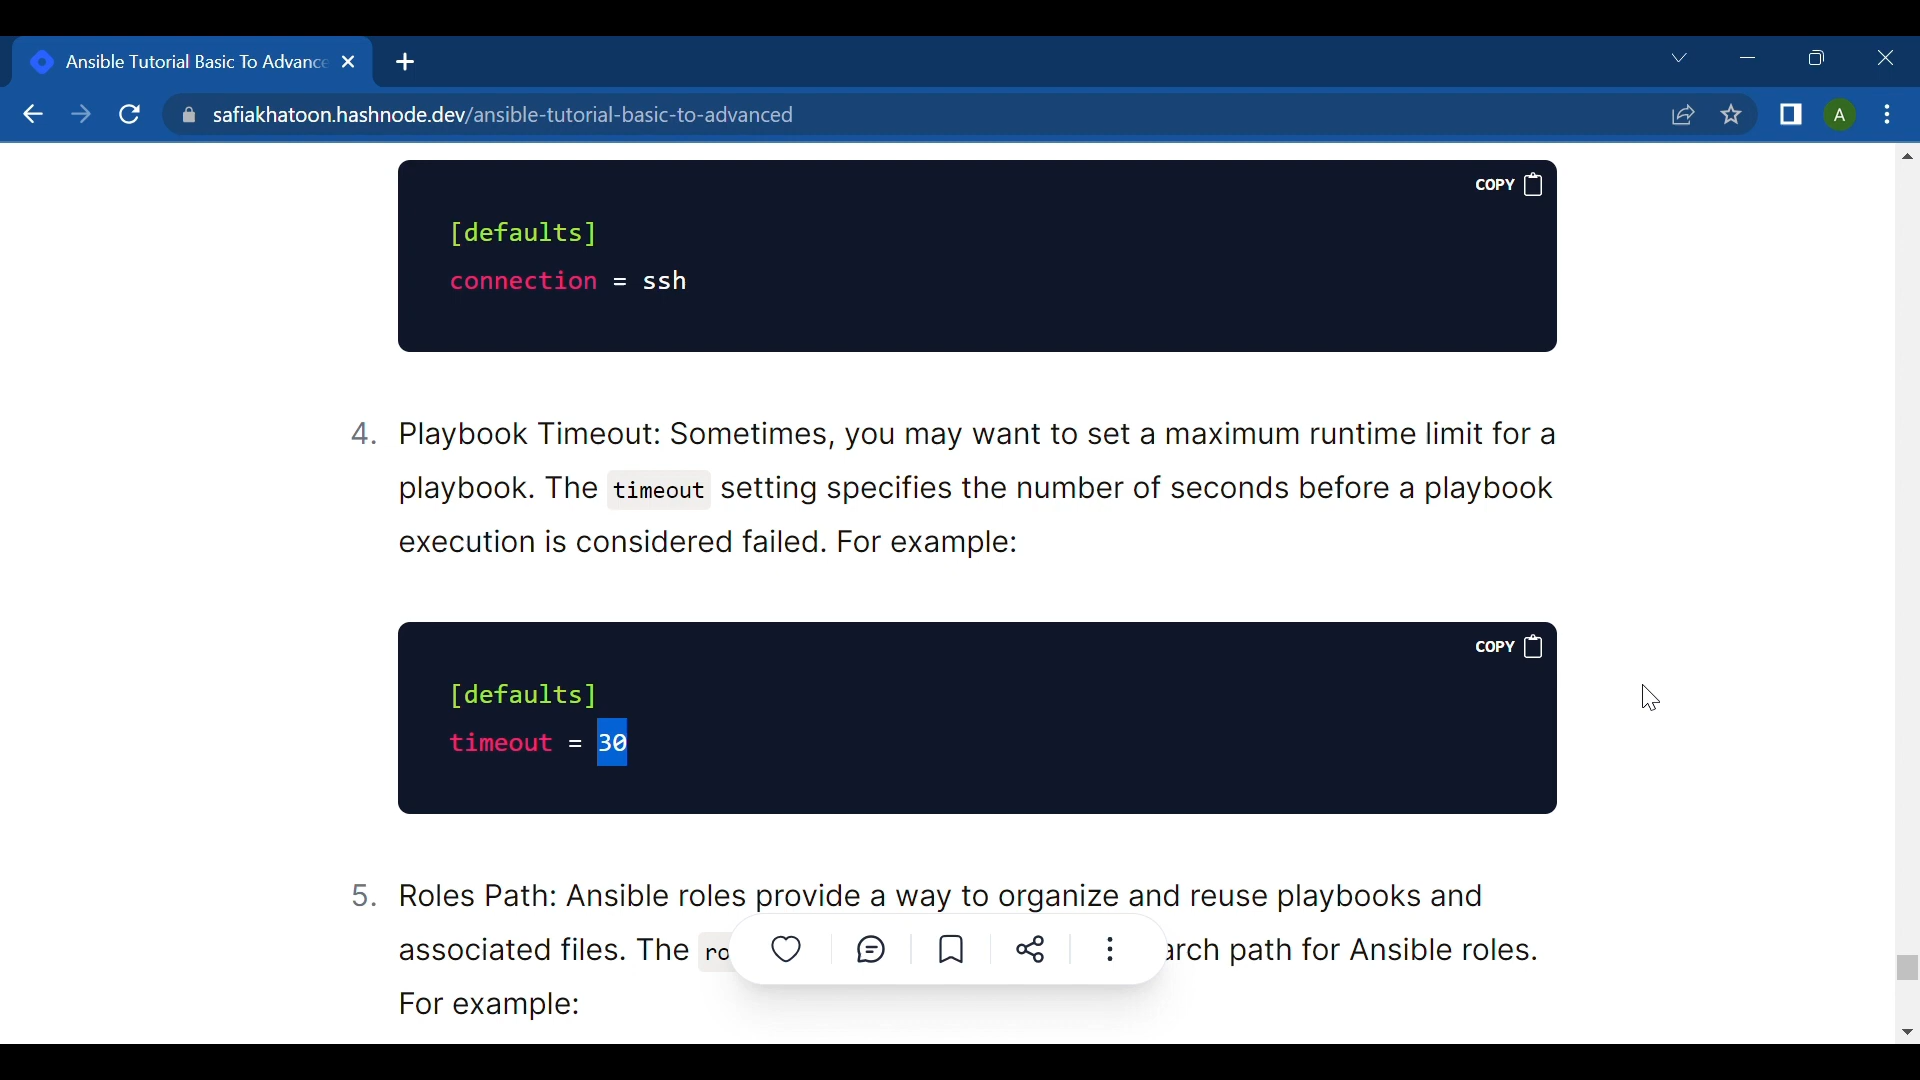 Ansible Tutorial Basic To Advance
safiakhatoon.hashnode.dev/ansible-tutorial-basic-to-advanced
A
COPY
[defaults]
connection = ssh
4. Playbook Timeout: Sometimes, you may want to set a maximum runtime limit for a
playbook. The timeout setting specifies the number of seconds before a playbook
execution is considered failed. For example:
COPY
[defaults]
timeout = 30
5. Roles Path: Ansible roles provide a way to organize and reuse playbooks and
associated files. The path for Ansible roles.
For example: